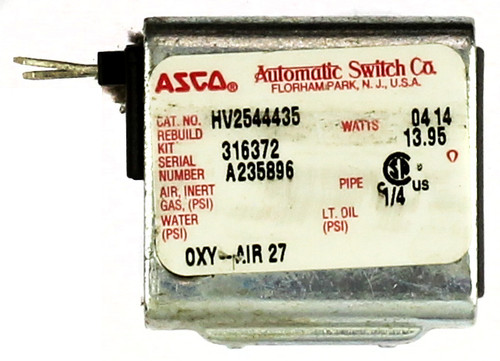 ASCO® Automatic Switch Co.
FLORHAM PARK, N. J., U.S.A.
CAT. NO. HV2544435 WATTS 04 14
REBUILD 13.95
KIT 316372
SERIAL
NUMBER A235896
AIR, INERT PIPE 1/4
GAS, (PSI)
WATER LT. OIL
(PSI) (PSI)
OXY-AIR 27
C US